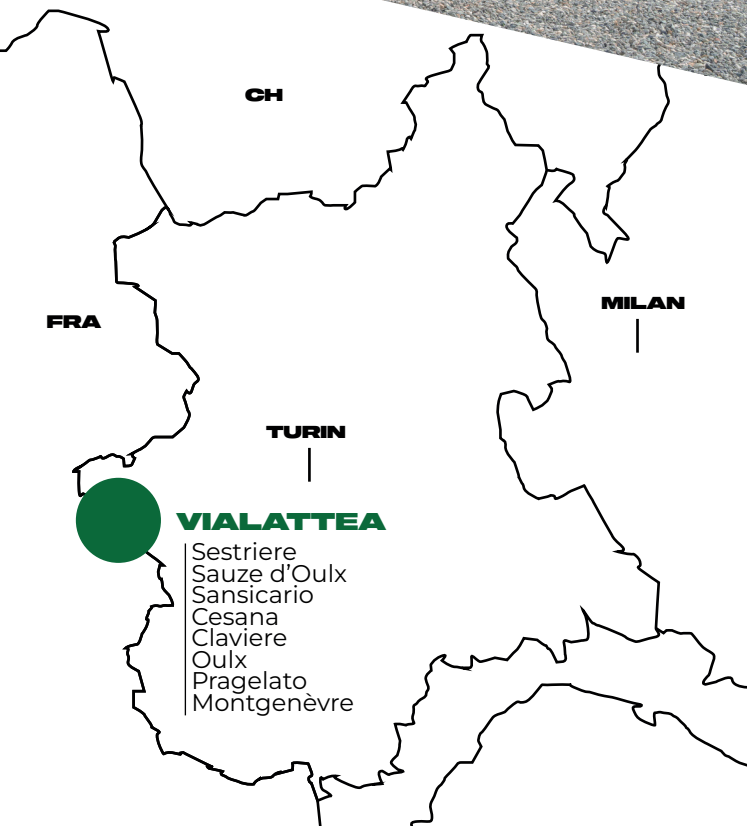 CH
MILAN
FRA
TURIN
VIALATTEA
Sestriere
Sauze d’Oulx
Sansicario
Cesana
Claviere
Oulx
Pragelato
Montgenèvre